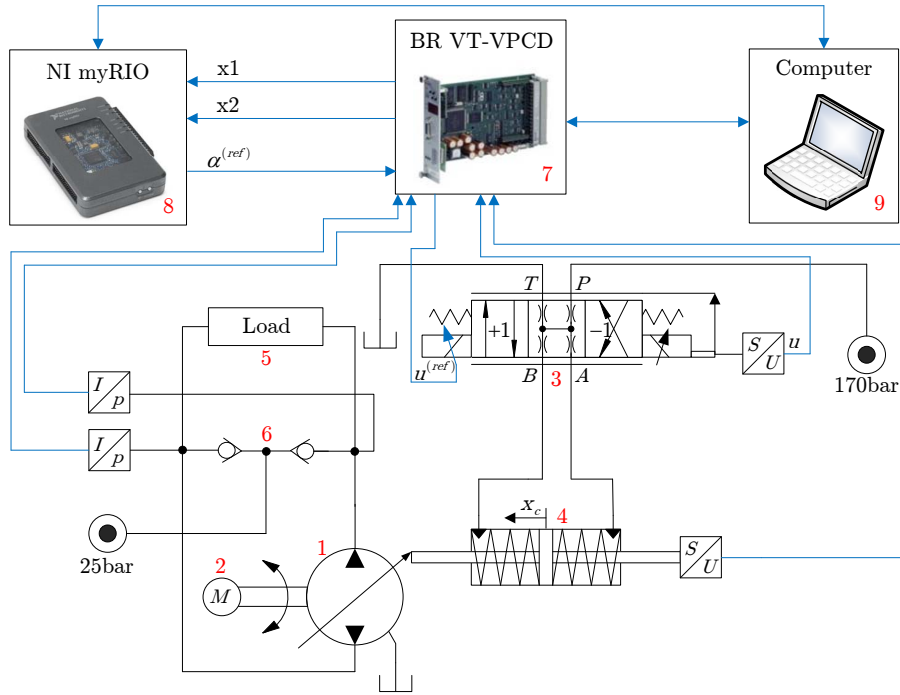 BR VT-VPCD
NI myRIO
Computer
x1
x2
α^(ref)
7
8
9
T
P
Load
+1
-1
S
U
u
u^(ref)
5
B
3
A
170bar
I
p
6
I
p
x_c
4
25bar
1
2
M
S
U